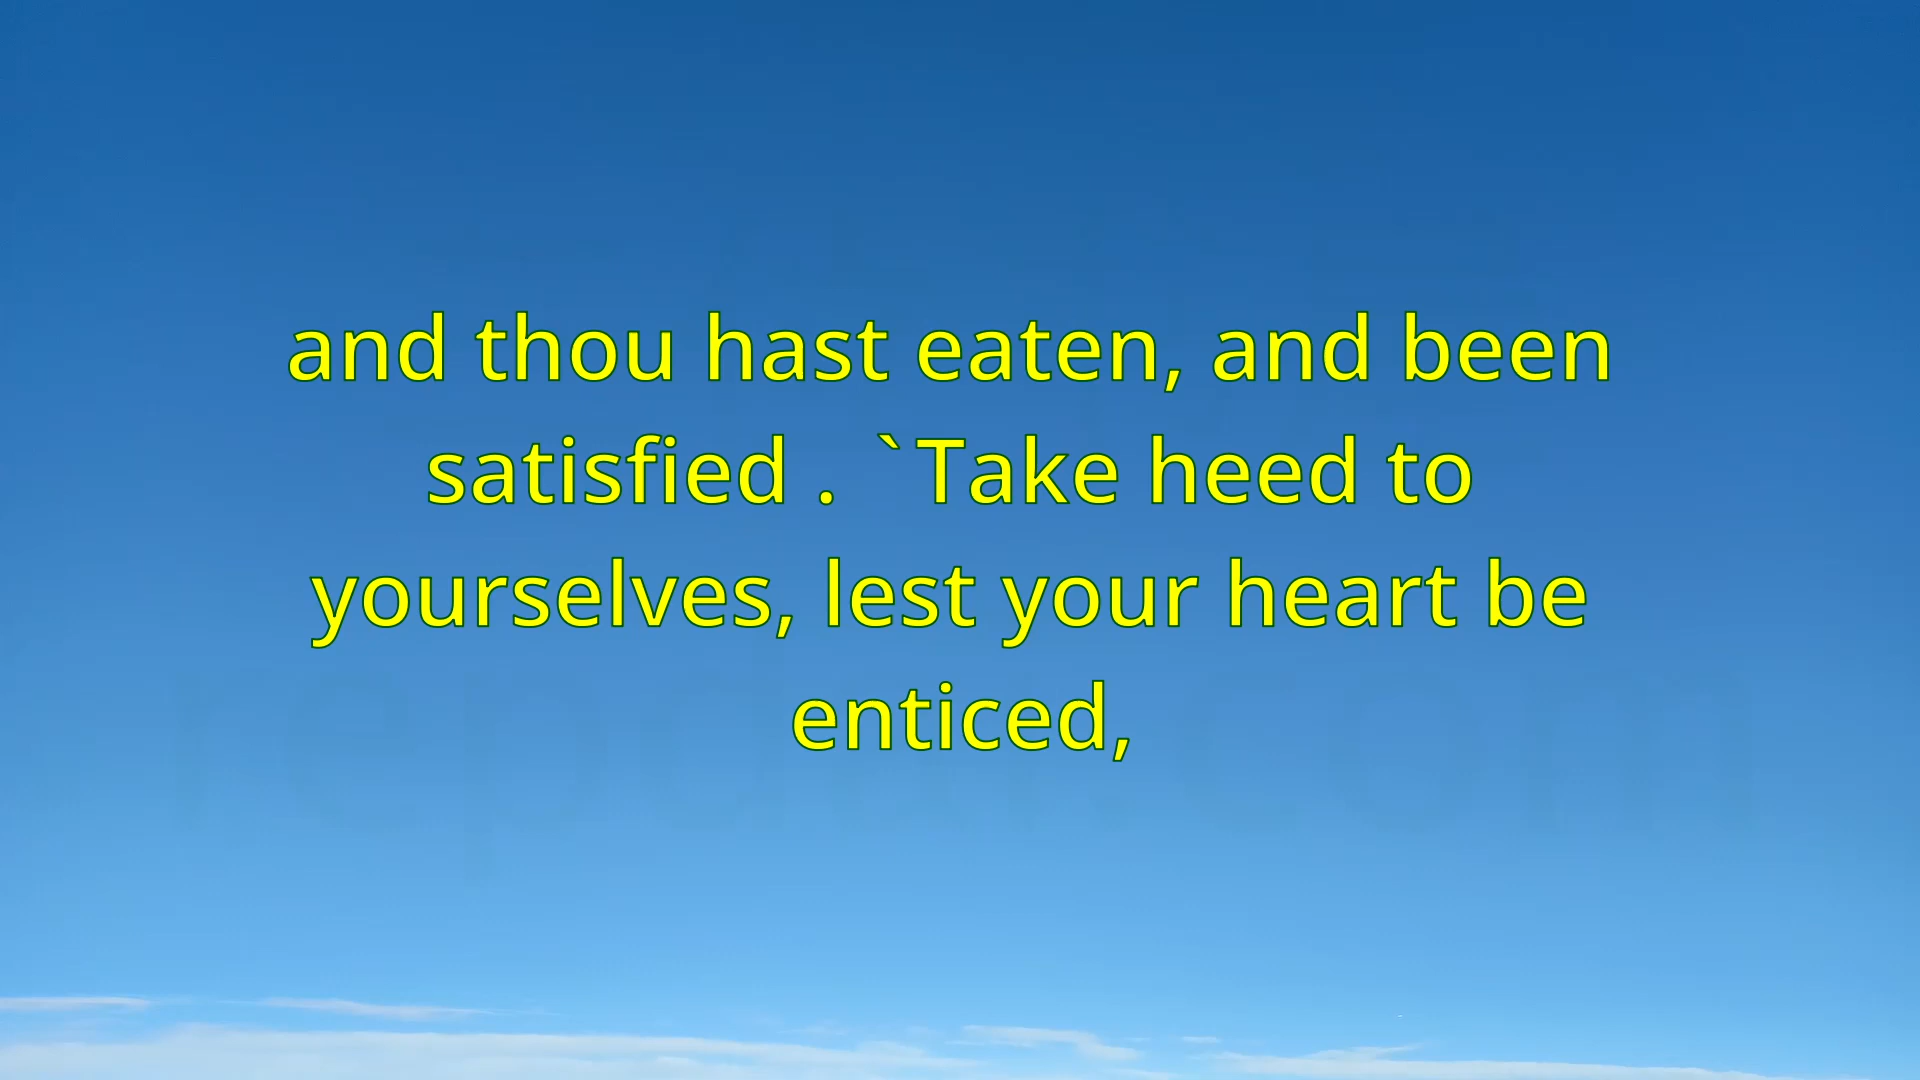 and thou hast eaten, and been
satisfied .  `Take heed to
yourselves, lest your heart be
enticed,